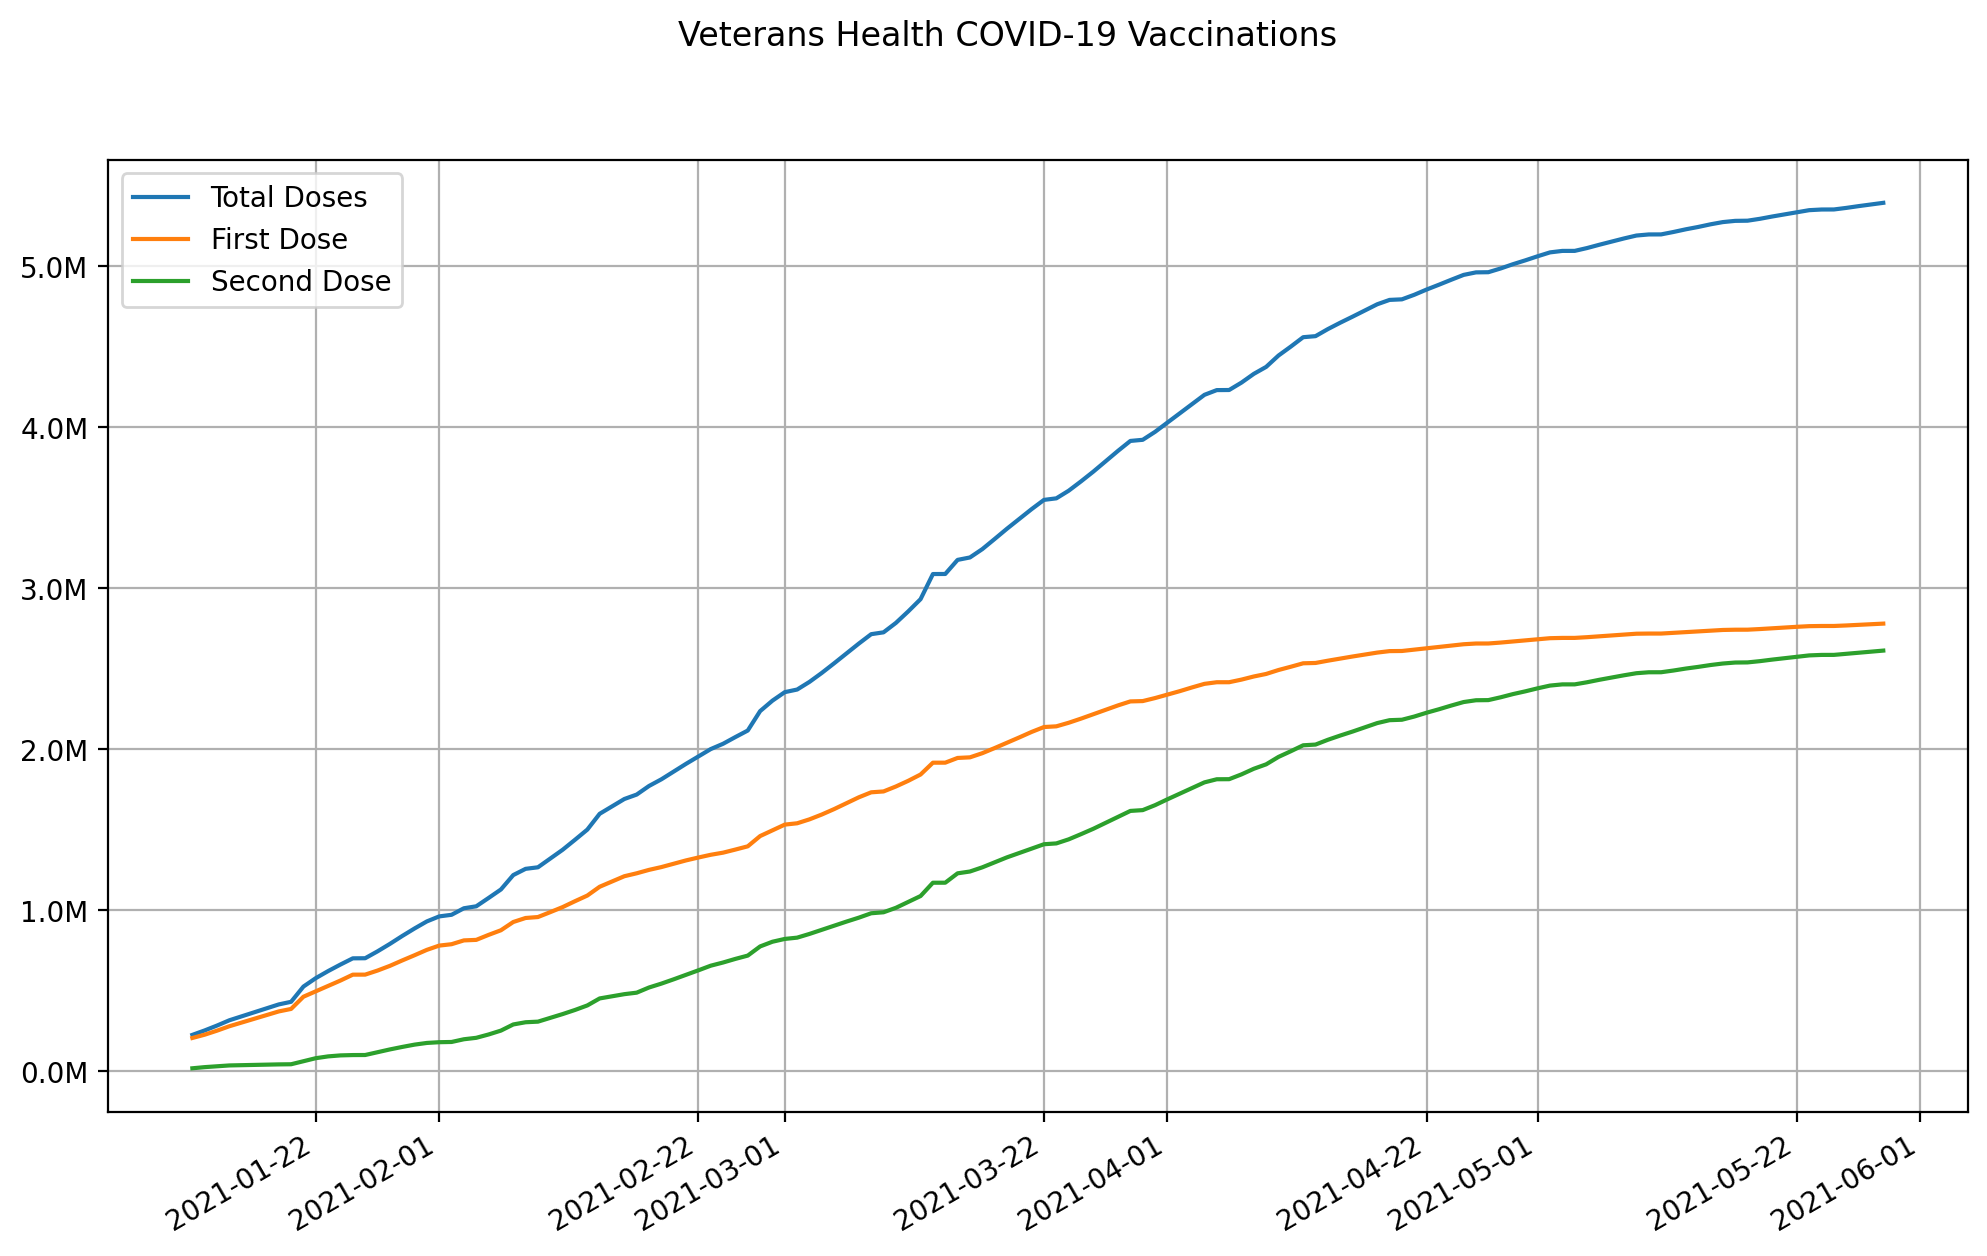 Veterans Health COVID-19 Vaccinations
Total Doses
First Dose
Second Dose
5.0M
4.0M
3.0M
2.0M
1.0M
0.0M
2021-01-22
2021-02-01
2021-02-22
2021-03-01
2021-03-22
2021-04-01
2021-04-22
2021-05-01
2021-05-22
2021-06-01